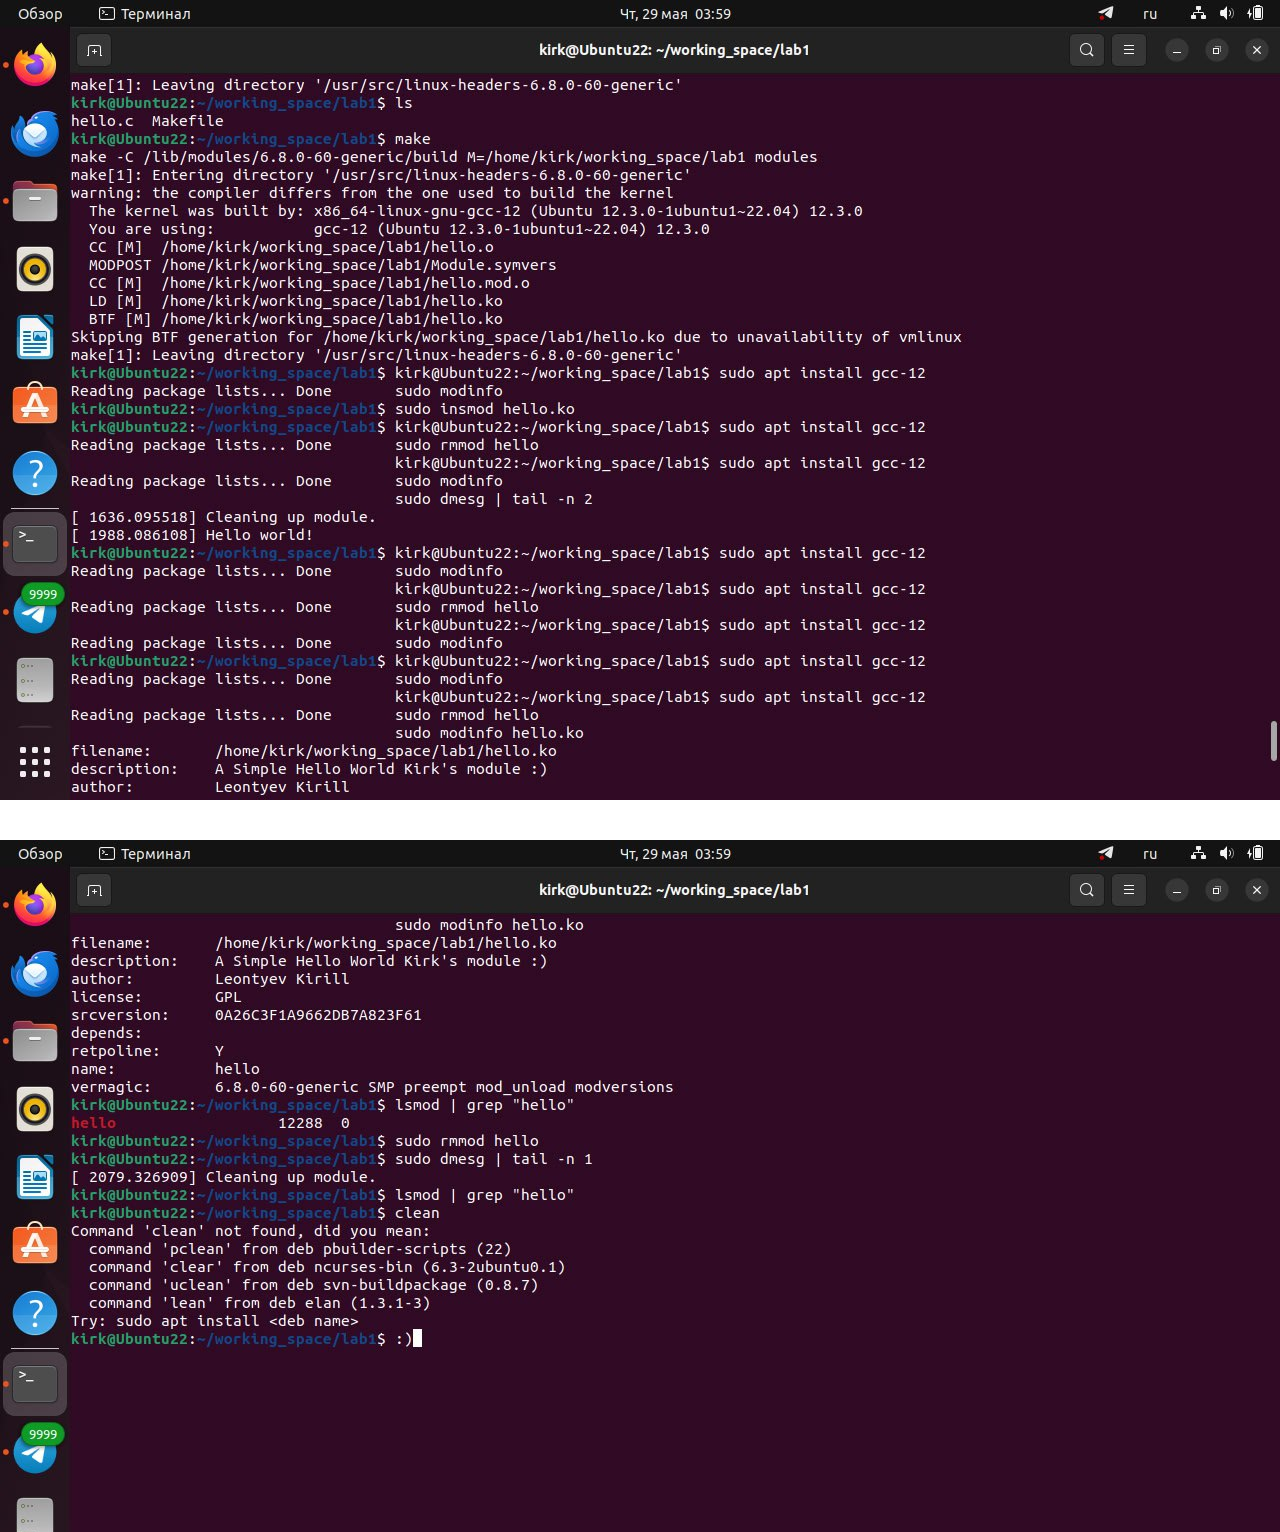 Обзор Терминал Чт, 29 мая 03:59 ru
kirk@Ubuntu22: ~/working_space/lab1
make[1]: Leaving directory '/usr/src/linux-headers-6.8.0-60-generic'
kirk@Ubuntu22:~/working_space/lab1$ ls
hello.c  Makefile
kirk@Ubuntu22:~/working_space/lab1$ make
make -C /lib/modules/6.8.0-60-generic/build M=/home/kirk/working_space/lab1 modules
make[1]: Entering directory '/usr/src/linux-headers-6.8.0-60-generic'
warning: the compiler differs from the one used to build the kernel
  The kernel was built by: x86_64-linux-gnu-gcc-12 (Ubuntu 12.3.0-1ubuntu1~22.04) 12.3.0
  You are using:           gcc-12 (Ubuntu 12.3.0-1ubuntu1~22.04) 12.3.0
  CC [M]  /home/kirk/working_space/lab1/hello.o
  MODPOST /home/kirk/working_space/lab1/Module.symvers
  CC [M]  /home/kirk/working_space/lab1/hello.mod.o
  LD [M]  /home/kirk/working_space/lab1/hello.ko
  BTF [M] /home/kirk/working_space/lab1/hello.ko
Skipping BTF generation for /home/kirk/working_space/lab1/hello.ko due to unavailability of vmlinux
make[1]: Leaving directory '/usr/src/linux-headers-6.8.0-60-generic'
kirk@Ubuntu22:~/working_space/lab1$ kirk@Ubuntu22:~/working_space/lab1$ sudo apt install gcc-12
Reading package lists... Done       sudo modinfo
kirk@Ubuntu22:~/working_space/lab1$ sudo insmod hello.ko
kirk@Ubuntu22:~/working_space/lab1$ kirk@Ubuntu22:~/working_space/lab1$ sudo apt install gcc-12
Reading package lists... Done       sudo rmmod hello
                                    kirk@Ubuntu22:~/working_space/lab1$ sudo apt install gcc-12
Reading package lists... Done       sudo modinfo
                                    sudo dmesg | tail -n 2
[ 1636.095518] Cleaning up module.
[ 1988.086108] Hello world!
kirk@Ubuntu22:~/working_space/lab1$ kirk@Ubuntu22:~/working_space/lab1$ sudo apt install gcc-12
Reading package lists... Done       sudo modinfo
                                    kirk@Ubuntu22:~/working_space/lab1$ sudo apt install gcc-12
Reading package lists... Done       sudo rmmod hello
                                    kirk@Ubuntu22:~/working_space/lab1$ sudo apt install gcc-12
Reading package lists... Done       sudo modinfo
kirk@Ubuntu22:~/working_space/lab1$ kirk@Ubuntu22:~/working_space/lab1$ sudo apt install gcc-12
Reading package lists... Done       sudo modinfo
                                    kirk@Ubuntu22:~/working_space/lab1$ sudo apt install gcc-12
Reading package lists... Done       sudo rmmod hello
                                    sudo modinfo hello.ko
filename:       /home/kirk/working_space/lab1/hello.ko
description:    A Simple Hello World Kirk's module :)
author:         Leontyev Kirill
9999
Обзор Терминал Чт, 29 мая 03:59 ru
kirk@Ubuntu22: ~/working_space/lab1
                                    sudo modinfo hello.ko
filename:       /home/kirk/working_space/lab1/hello.ko
description:    A Simple Hello World Kirk's module :)
author:         Leontyev Kirill
license:        GPL
srcversion:     0A26C3F1A9662DB7A823F61
depends:
retpoline:      Y
name:           hello
vermagic:       6.8.0-60-generic SMP preempt mod_unload modversions
kirk@Ubuntu22:~/working_space/lab1$ lsmod | grep "hello"
hello                  12288  0
kirk@Ubuntu22:~/working_space/lab1$ sudo rmmod hello
kirk@Ubuntu22:~/working_space/lab1$ sudo dmesg | tail -n 1
[ 2079.326909] Cleaning up module.
kirk@Ubuntu22:~/working_space/lab1$ lsmod | grep "hello"
kirk@Ubuntu22:~/working_space/lab1$ clean
Command 'clean' not found, did you mean:
  command 'pclean' from deb pbuilder-scripts (22)
  command 'clear' from deb ncurses-bin (6.3-2ubuntu0.1)
  command 'uclean' from deb svn-buildpackage (0.8.7)
  command 'lean' from deb elan (1.3.1-3)
Try: sudo apt install <deb name>
kirk@Ubuntu22:~/working_space/lab1$ :)
9999